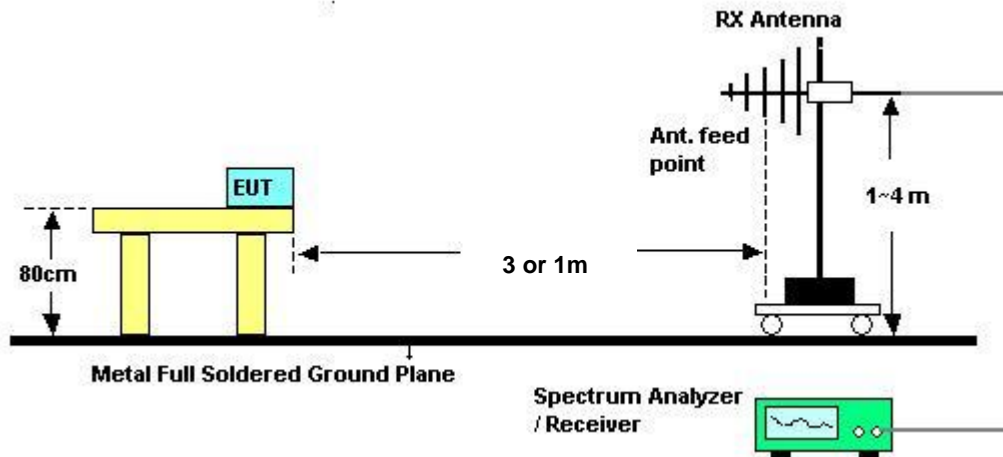 RX Antenna
Ant. feed
point
EUT
1~4 m
80cm
3 or 1m
Metal Full Soldered Ground Plane
Spectrum Analyzer
/ Receiver